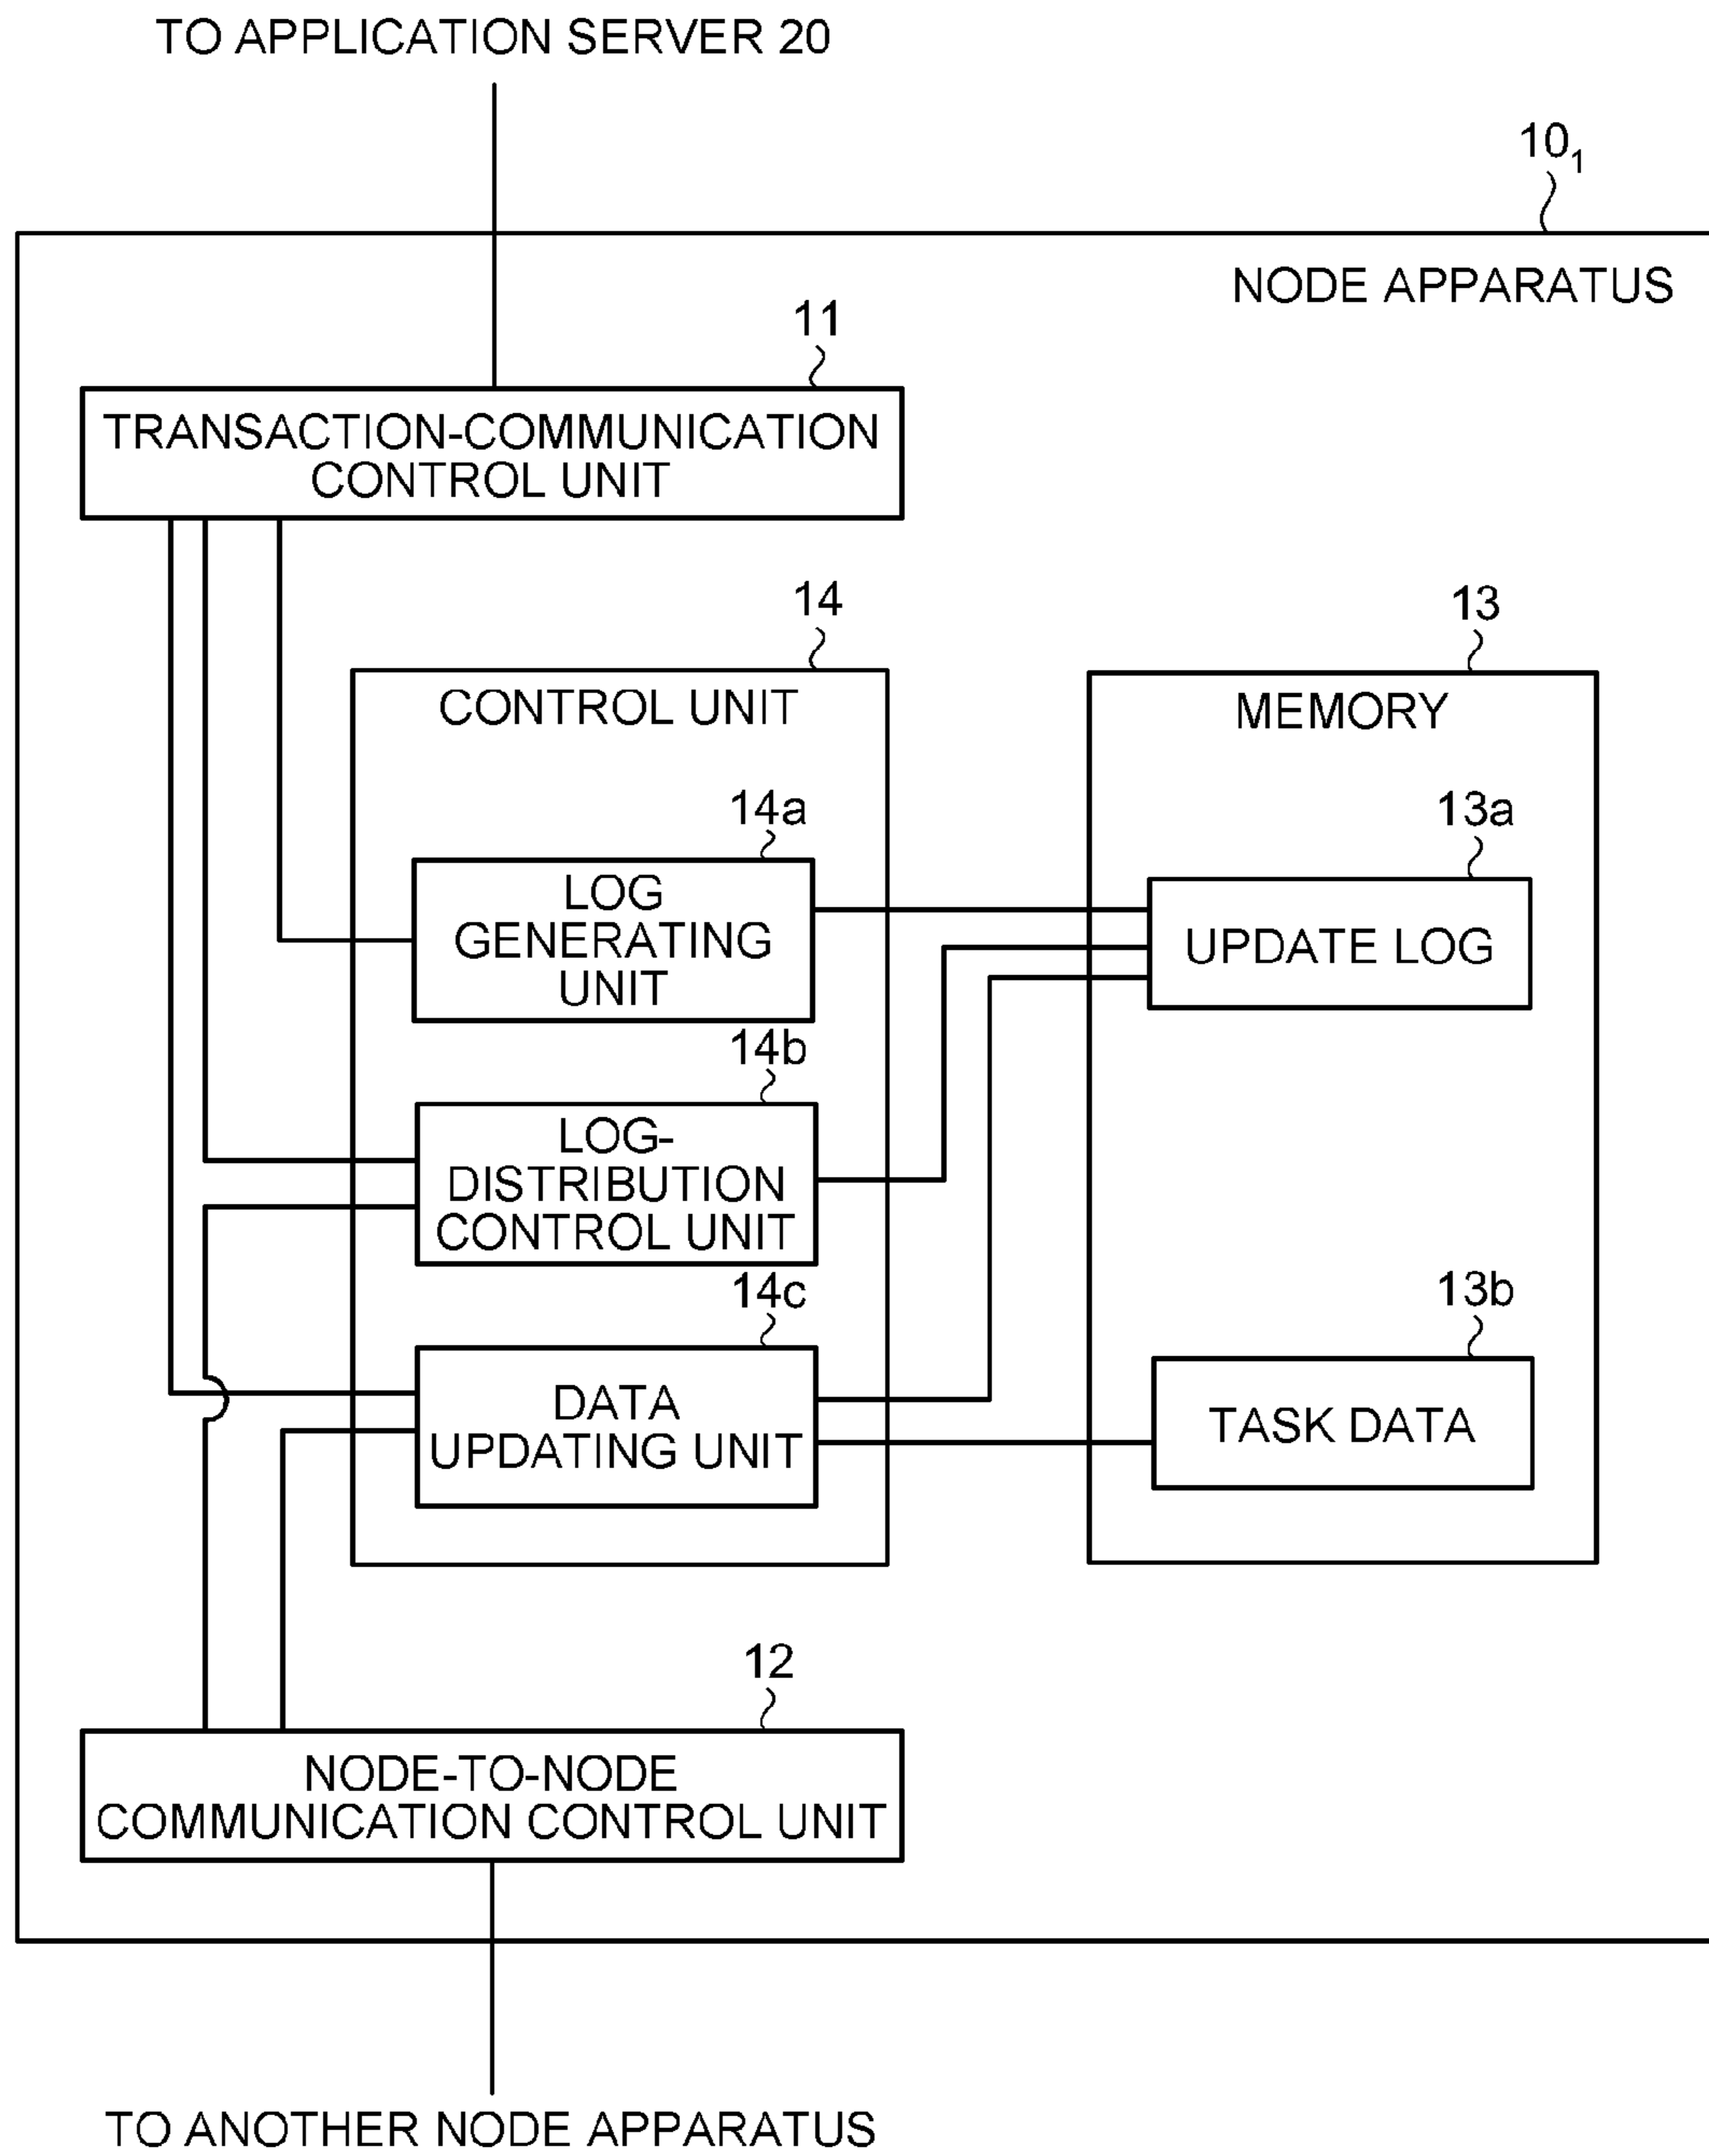 TO APPLICATION SERVER 20
10₁
NODE APPARATUS
11
TRANSACTION-COMMUNICATION
CONTROL UNIT
14
CONTROL UNIT
14a
LOG
GENERATING
UNIT
14b
LOG-
DISTRIBUTION
CONTROL UNIT
14c
DATA
UPDATING UNIT
13
MEMORY
13a
UPDATE LOG
13b
TASK DATA
12
NODE-TO-NODE
COMMUNICATION CONTROL UNIT
TO ANOTHER NODE APPARATUS